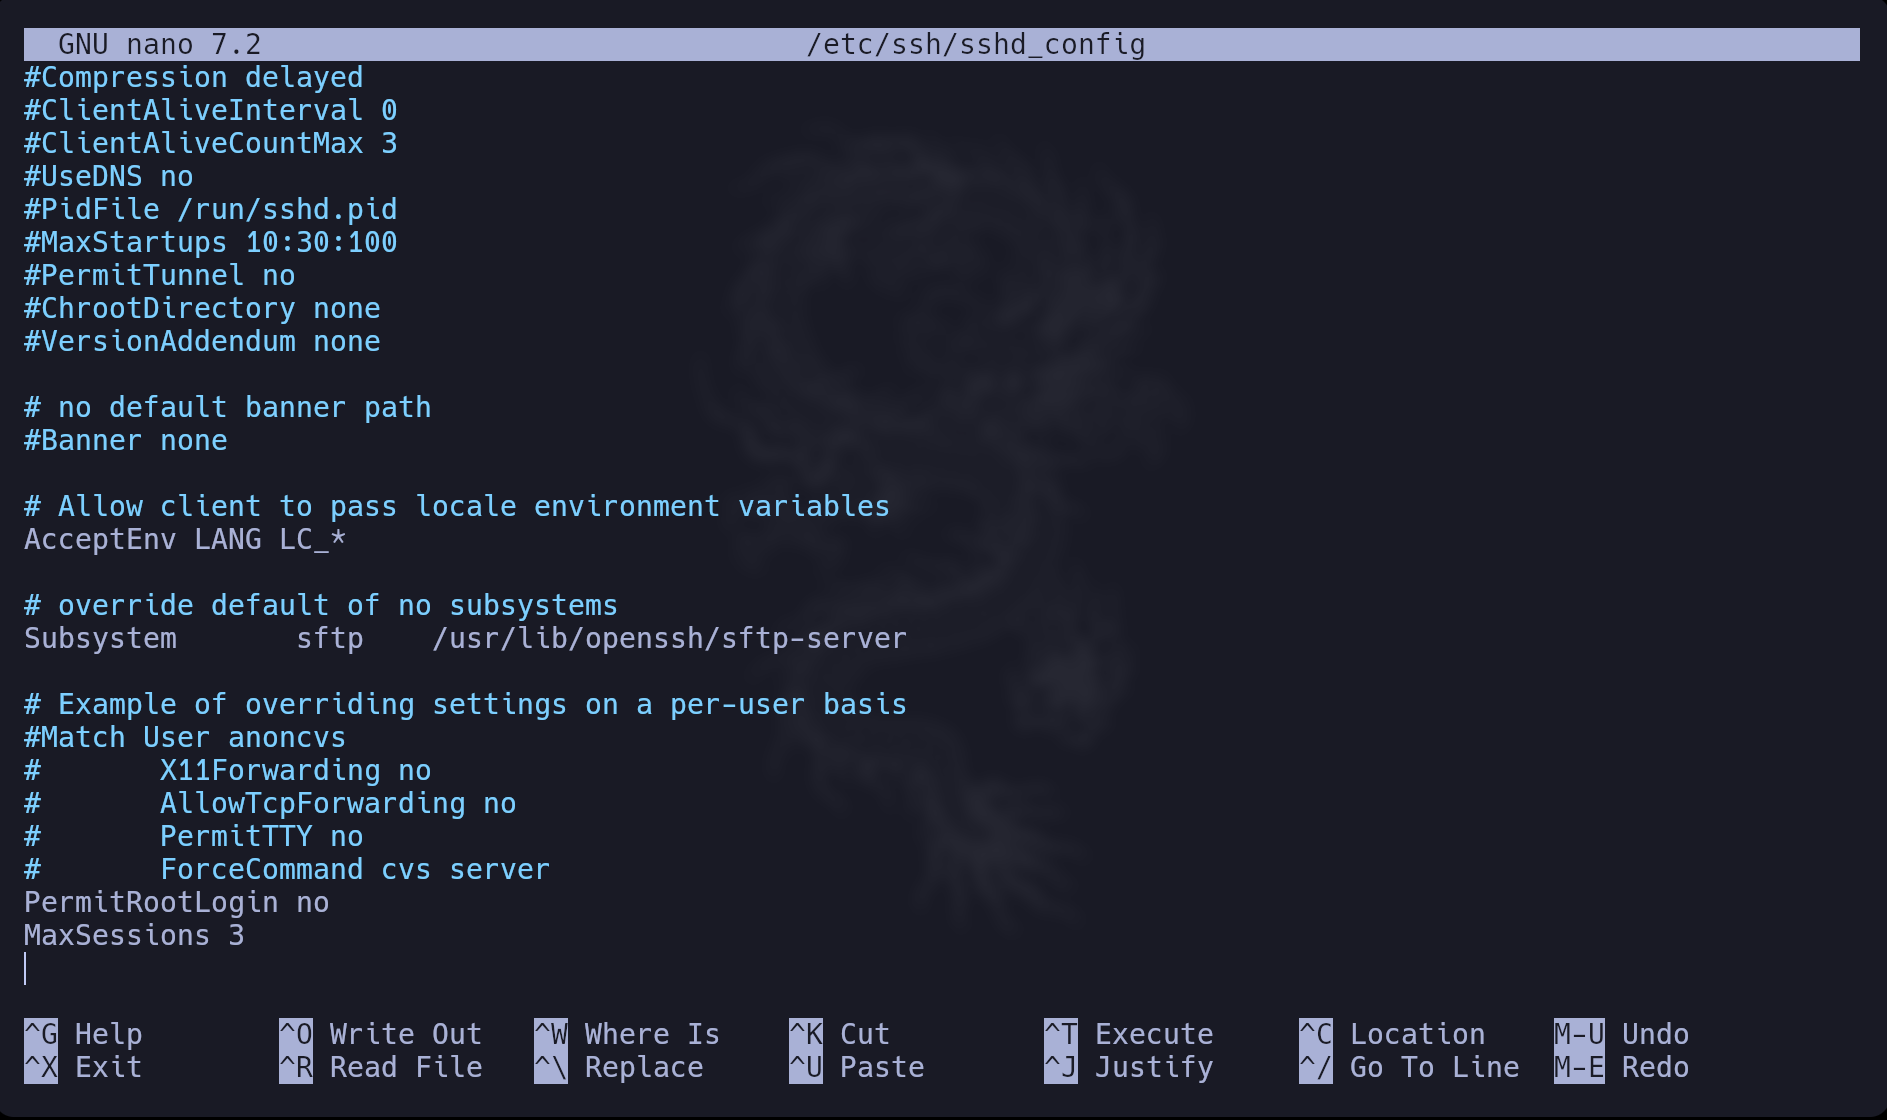 GNU nano 7.2 /etc/ssh/sshd_config
#Compression delayed
#ClientAliveInterval 0
#ClientAliveCountMax 3
#UseDNS no
#PidFile /run/sshd.pid
#MaxStartups 10:30:100
#PermitTunnel no
#ChrootDirectory none
#VersionAddendum none

# no default banner path
#Banner none

# Allow client to pass locale environment variables
AcceptEnv LANG LC_*

# override default of no subsystems
Subsystem       sftp    /usr/lib/openssh/sftp-server

# Example of overriding settings on a per-user basis
#Match User anoncvs
#       X11Forwarding no
#       AllowTcpForwarding no
#       PermitTTY no
#       ForceCommand cvs server
PermitRootLogin no
MaxSessions 3

^G Help ^O Write Out ^W Where Is ^K Cut ^T Execute ^C Location M-U Undo
^X Exit ^R Read File ^\ Replace ^U Paste ^J Justify ^/ Go To Line M-E Redo